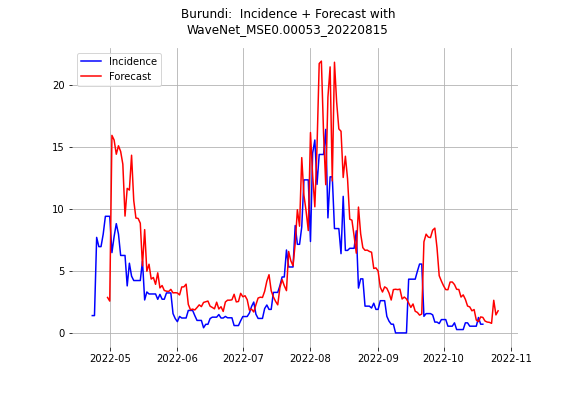 Burundi:  Incidence + Forecast with
WaveNet_MSE0.00053_20220815
Incidence
Forecast
20
15
10
5
0
2022-05 2022-06 2022-07 2022-08 2022-09 2022-10 2022-11